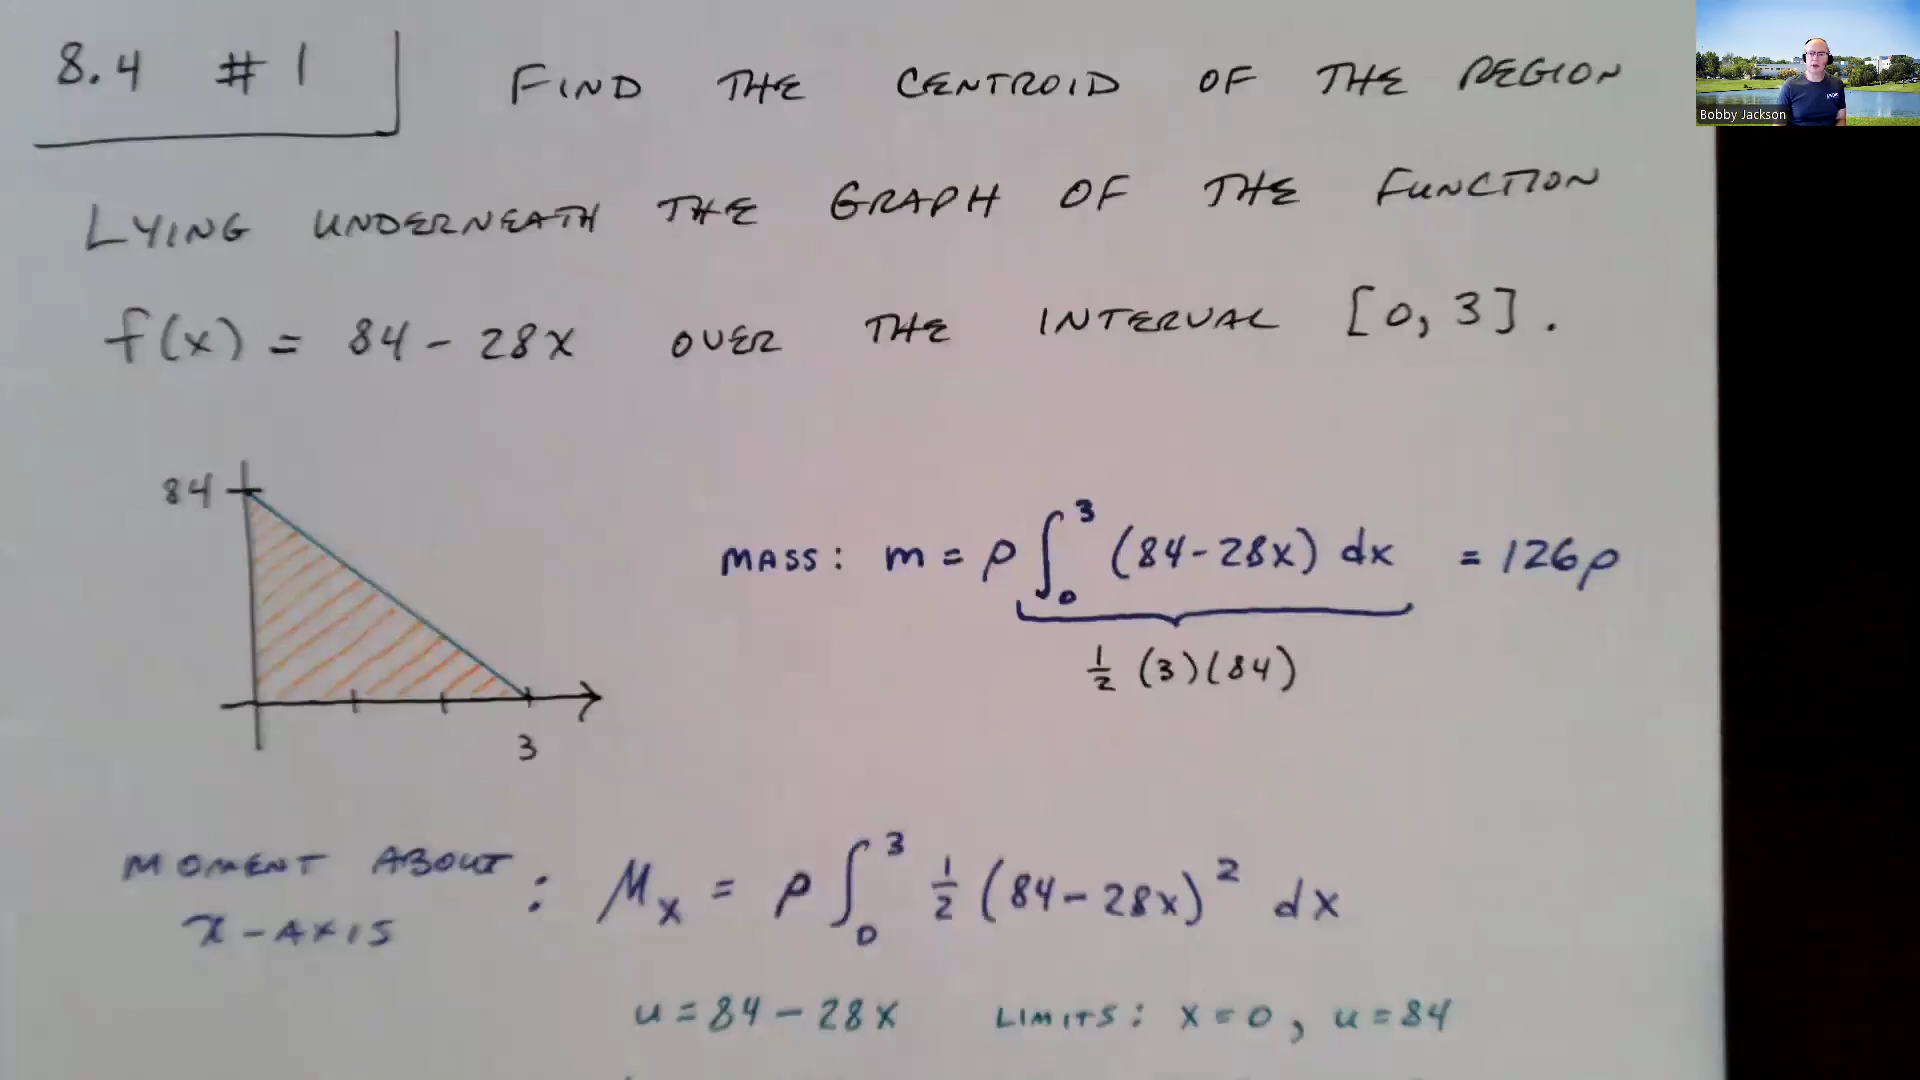 8.4 #1
FIND THE CENTROID OF THE REGION
LYING UNDERNEATH THE GRAPH OF THE FUNCTION
f(x) = 84 - 28x OVER THE INTERVAL [0, 3].
Bobby Jackson
84
3
MASS: m = ρ ∫₀³ (84-28x) dx = 126ρ
½ (3)(84)
MOMENT ABOUT
x-AXIS
: Mₓ = ρ ∫₀³ ½ (84-28x)² dx
u = 84 - 28x LIMITS: x = 0, u = 84